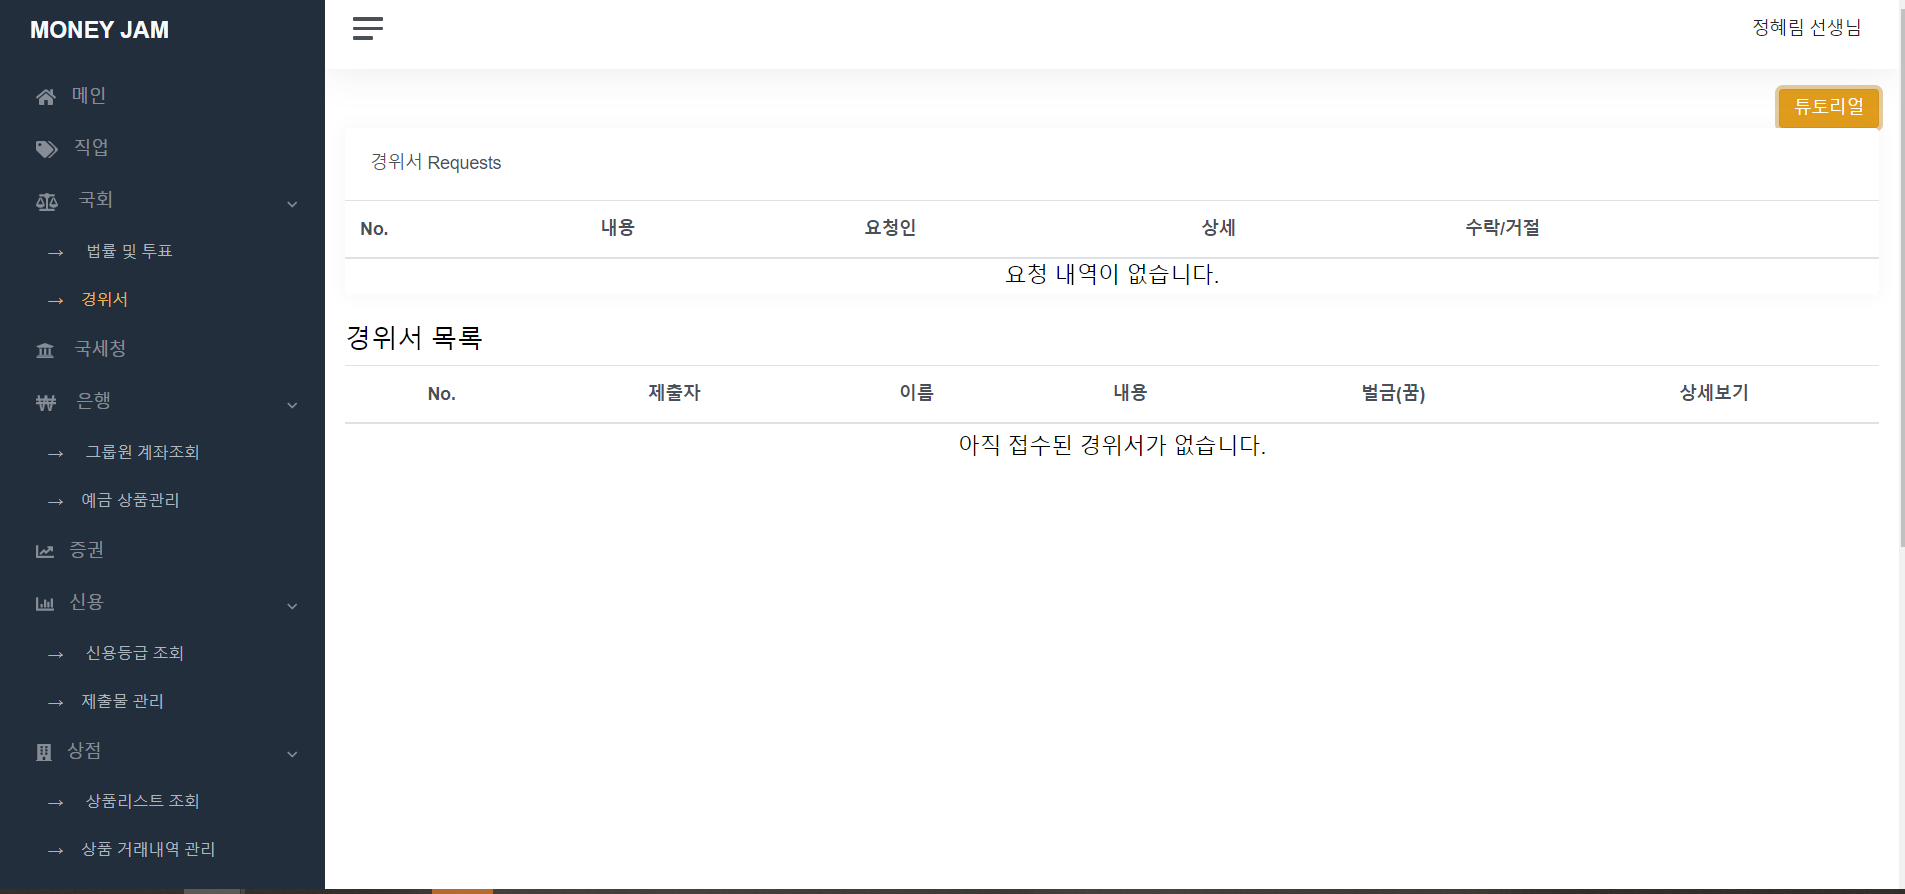 MONEY JAM
정혜림 선생님
메인
직업
국회
→ 법률 및 투표
→ 경위서
국세청
은행
→ 그룹원 계좌조회
→ 예금 상품관리
증권
신용
→ 신용등급 조회
→ 제출물 관리
상점
→ 상품리스트 조회
→ 상품 거래내역 관리
튜토리얼
경위서 Requests
No. 내용 요청인 상세 수락/거절
요청 내역이 없습니다.
경위서 목록
No. 제출자 이름 내용 벌금(꿈) 상세보기
아직 접수된 경위서가 없습니다.